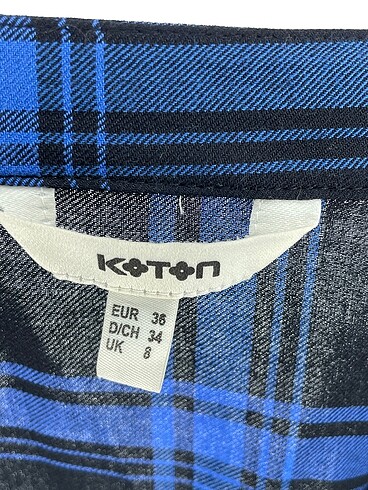 KOTON
EUR 36
D/CH 34
UK 8